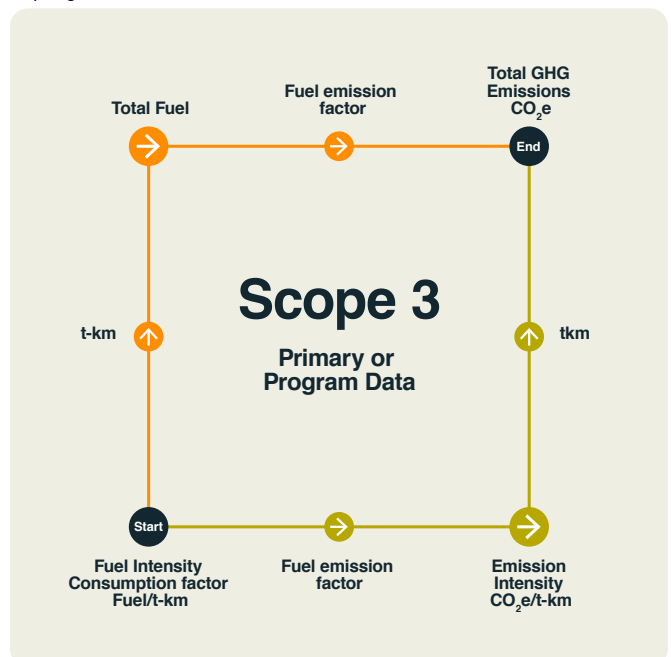 Total GHG
Emissions
CO₂e
Fuel emission
factor
Total Fuel
End
Scope 3
Primary or
Program Data
t-km
tkm
Start
Fuel Intensity
Consumption factor
Fuel/t-km
Fuel emission
factor
Emission
Intensity
CO₂e/t-km